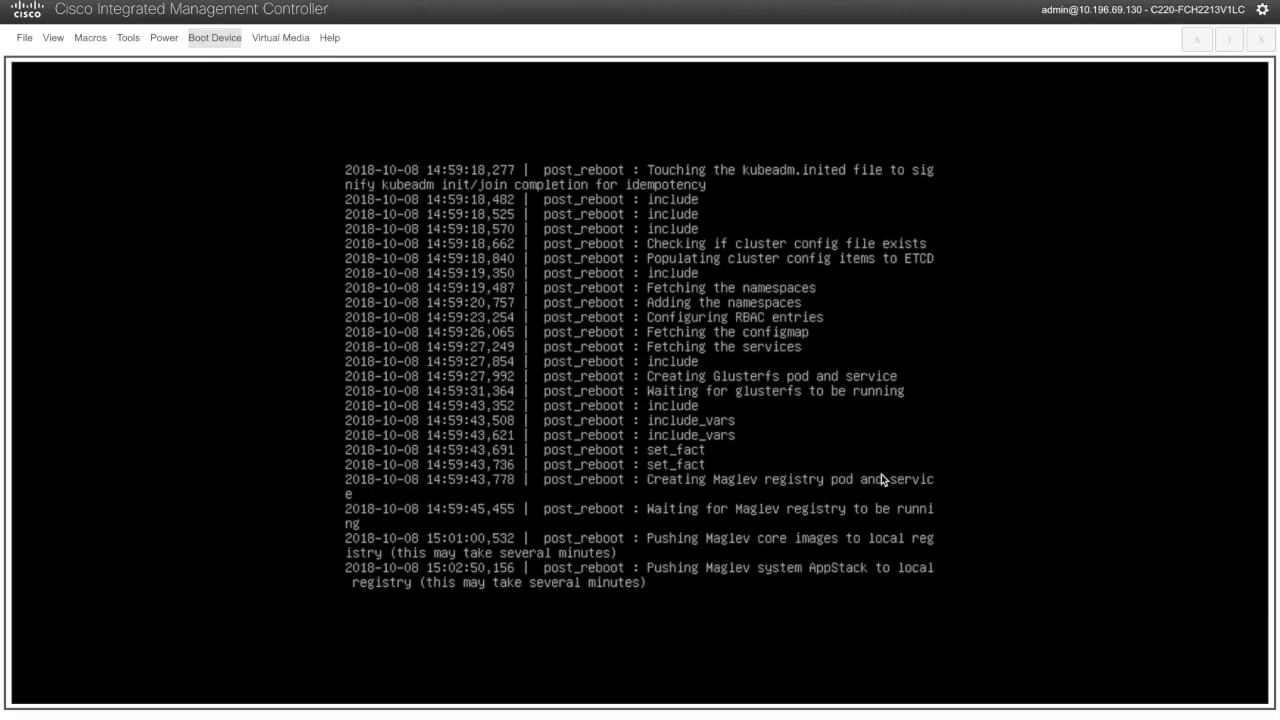 CISCO
Cisco Integrated Management Controller
admin@10.196.69.130 - C220-FCH2213V1LC
File View Macros Tools Power Boot Device Virtual Media Help
A 1 S
2018-10-08 14:59:18,277 | post_reboot : Touching the kubeadm.inited file to sig
nify kubeadm init/join completion for idempotency
2018-10-08 14:59:18,482 | post_reboot : include
2018-10-08 14:59:18,525 | post_reboot : include
2018-10-08 14:59:18,570 | post_reboot : include
2018-10-08 14:59:18,662 | post_reboot : Checking if cluster config file exists
2018-10-08 14:59:18,840 | post_reboot : Populating cluster config items to ETCD
2018-10-08 14:59:19,350 | post_reboot : include
2018-10-08 14:59:19,487 | post_reboot : Fetching the namespaces
2018-10-08 14:59:20,757 | post_reboot : Adding the namespaces
2018-10-08 14:59:23,254 | post_reboot : Configuring RBAC entries
2018-10-08 14:59:26,065 | post_reboot : Fetching the configmap
2018-10-08 14:59:27,249 | post_reboot : Fetching the services
2018-10-08 14:59:27,854 | post_reboot : include
2018-10-08 14:59:27,992 | post_reboot : Creating Glusterfs pod and service
2018-10-08 14:59:31,364 | post_reboot : Waiting for glusterfs to be running
2018-10-08 14:59:43,352 | post_reboot : include
2018-10-08 14:59:43,508 | post_reboot : include_vars
2018-10-08 14:59:43,621 | post_reboot : include_vars
2018-10-08 14:59:43,691 | post_reboot : set_fact
2018-10-08 14:59:43,736 | post_reboot : set_fact
2018-10-08 14:59:43,778 | post_reboot : Creating Maglev registry pod and servic
e
2018-10-08 14:59:45,455 | post_reboot : Waiting for Maglev registry to be runni
ng
2018-10-08 15:01:00,532 | post_reboot : Pushing Maglev core images to local reg
istry (this may take several minutes)
2018-10-08 15:02:50,156 | post_reboot : Pushing Maglev system AppStack to local
registry (this may take several minutes)